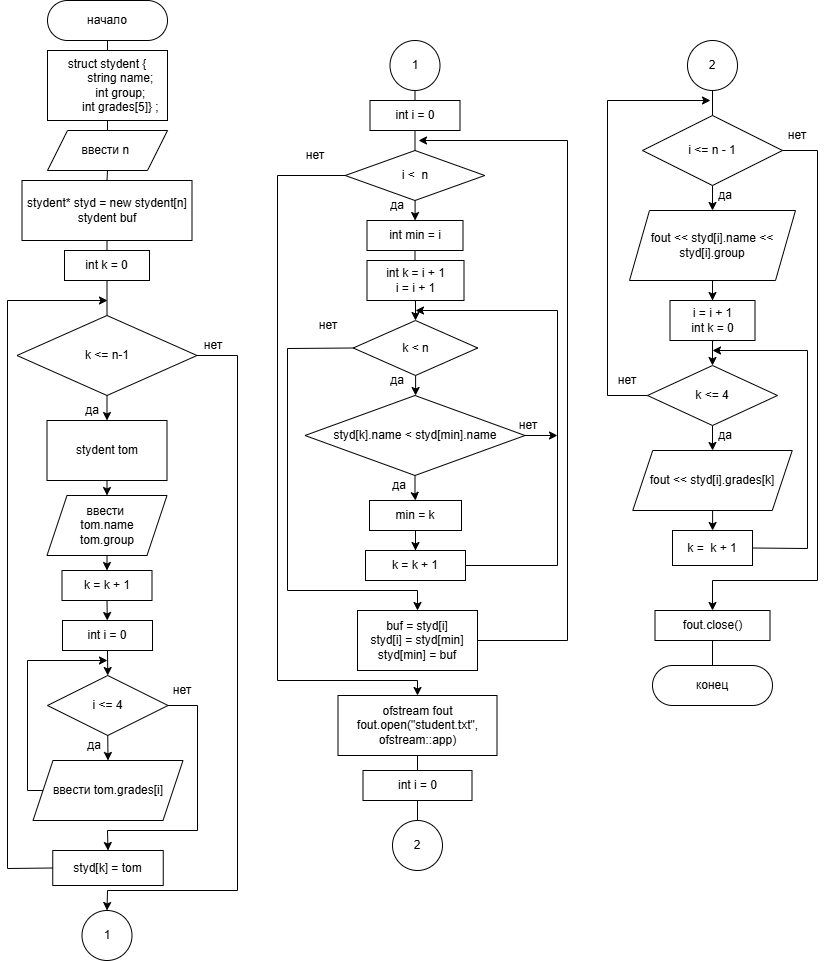 начало
struct stydent {
string name;
int group;
int grades[5]} ;
ввести n
stydent* styd = new stydent[n]
stydent buf
int k = 0
k <= n-1
нет
да
stydent tom
ввести
tom.name
tom.group
k = k + 1
int i = 0
i <= 4
нет
да
ввести tom.grades[i]
styd[k] = tom
1
1
int i = 0
i < n
нет
да
int min = i
int k = i + 1
i = i + 1
k < n
нет
да
styd[k].name < styd[min].name
нет
да
min = k
k = k + 1
buf = styd[i]
styd[i] = styd[min]
styd[min] = buf
ofstream fout
fout.open("student.txt",
ofstream::app)
int i = 0
2
2
i <= n - 1
нет
да
fout << styd[i].name <<
styd[i].group
i = i + 1
int k = 0
k <= 4
нет
да
fout << styd[i].grades[k]
k = k + 1
fout.close()
конец